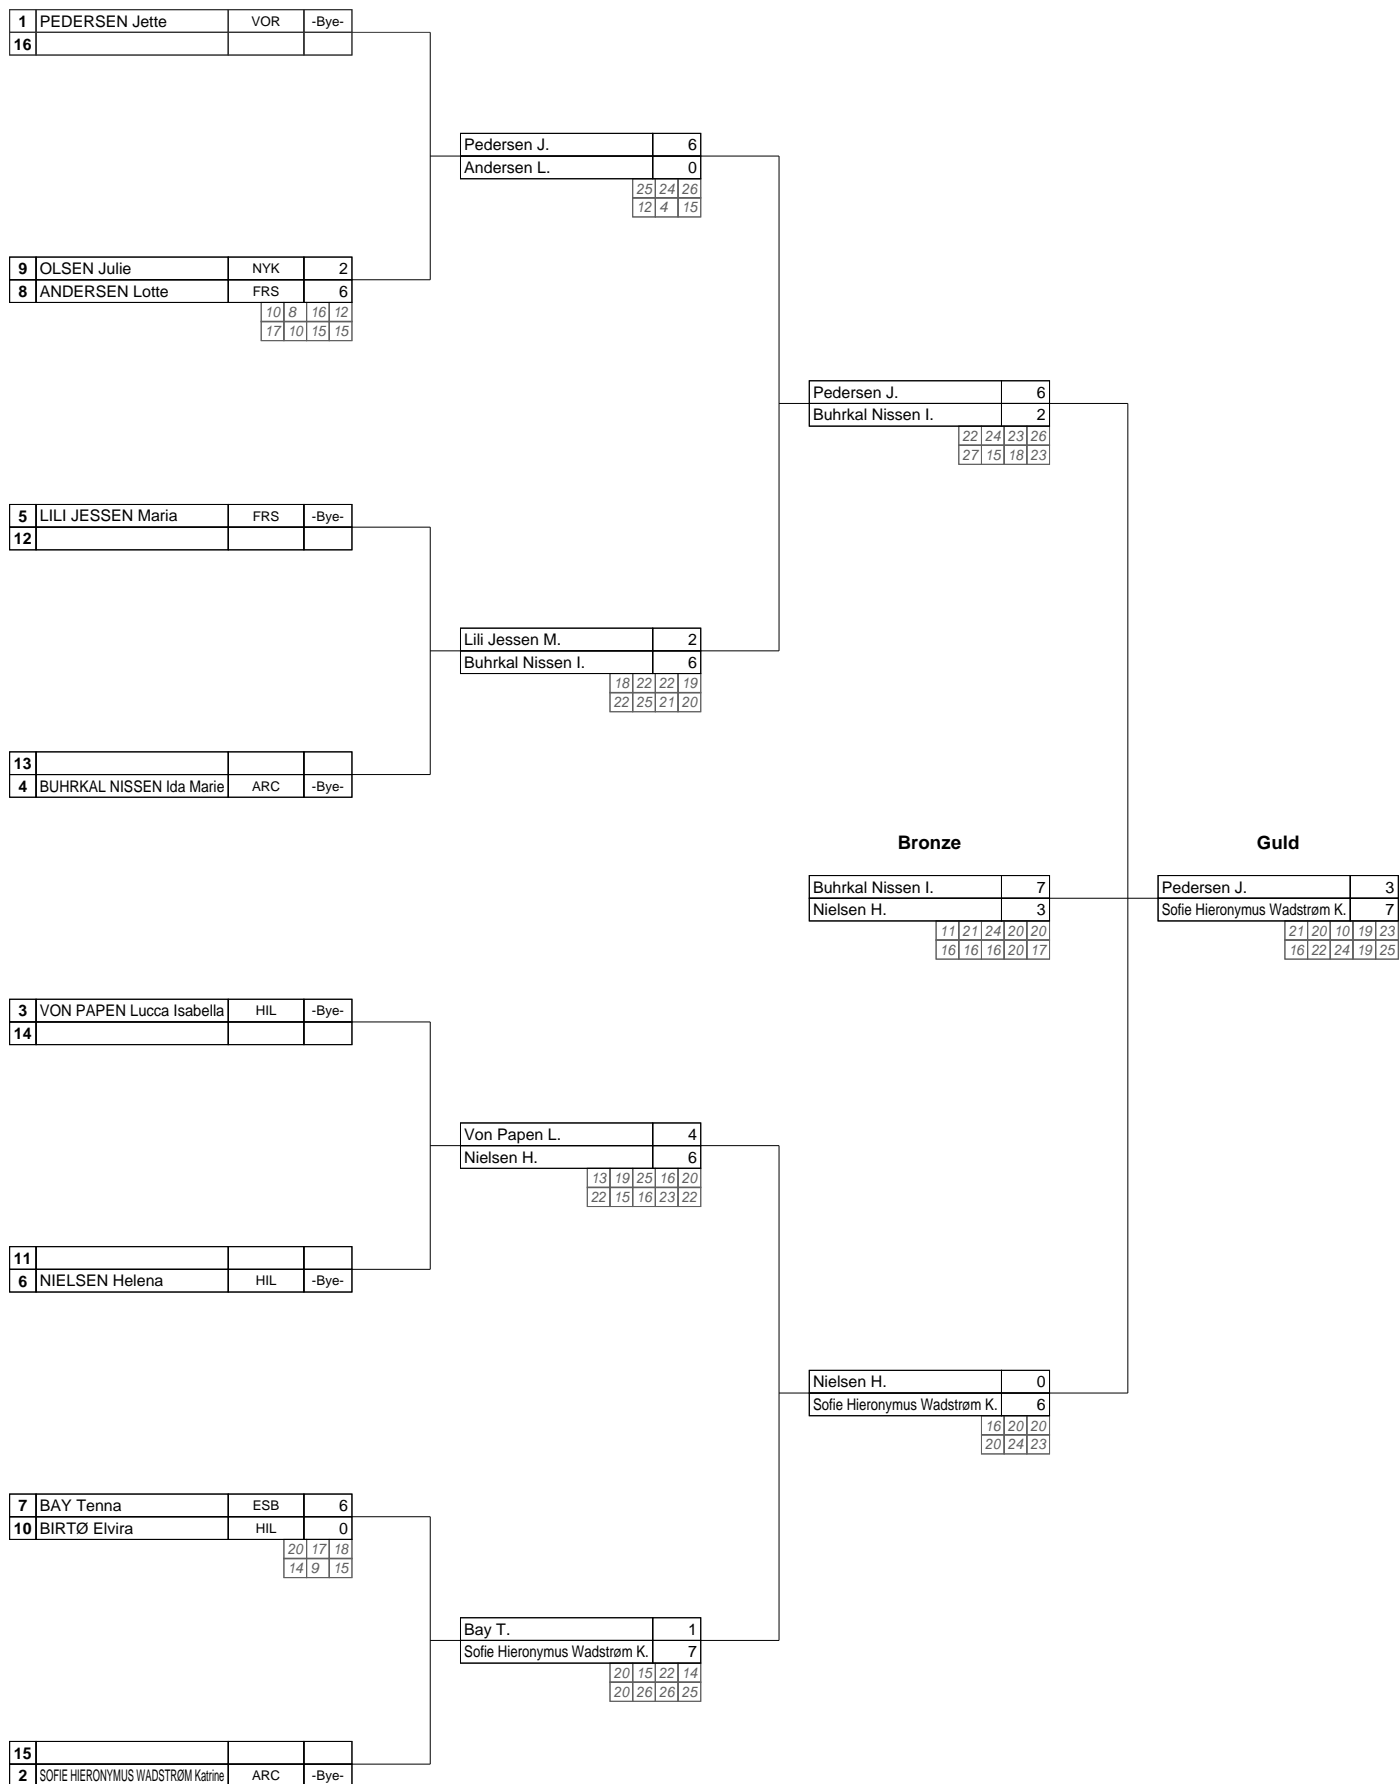 1 PEDERSEN Jette VOR -Bye-
16
Pedersen J. 6
Andersen L. 0
25 24 26
12 4 15
9 OLSEN Julie NYK 2
8 ANDERSEN Lotte FRS 6
10 8 16 12
17 10 15 15
Pedersen J. 6
Buhrkal Nissen I. 2
22 24 23 26
27 15 18 23
5 LILI JESSEN Maria FRS -Bye-
12
Lili Jessen M. 2
Buhrkal Nissen I. 6
18 22 22 19
22 25 21 20
13
4 BUHRKAL NISSEN Ida Marie ARC -Bye-
Bronze Guld
Buhrkal Nissen I. 7 Pedersen J. 3
Nielsen H. 3 Sofie Hieronymus Wadstrøm K. 7
11 21 24 20 20 21 20 10 19 23
16 16 16 20 17 16 22 24 19 25
3 VON PAPEN Lucca Isabella HIL -Bye-
14
Von Papen L. 4
Nielsen H. 6
13 19 25 16 20
22 15 16 23 22
11
6 NIELSEN Helena HIL -Bye-
Nielsen H. 0
Sofie Hieronymus Wadstrøm K. 6
16 20 20
20 24 23
7 BAY Tenna ESB 6
10 BIRTØ Elvira HIL 0
20 17 18
14 9 15
Bay T. 1
Sofie Hieronymus Wadstrøm K. 7
20 15 22 14
20 26 26 25
15
2 SOFIE HIERONYMUS WADSTRØM Katrine ARC -Bye-